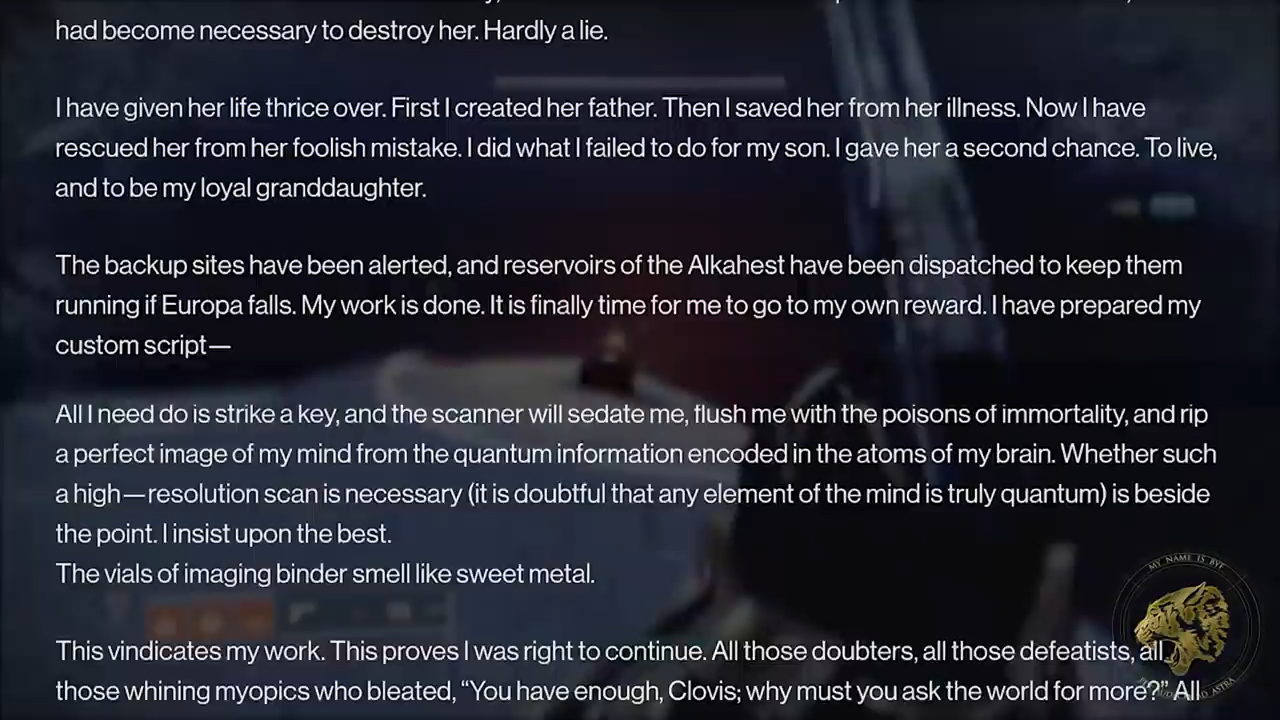 had become necessary to destroy her. Hardly a lie.
I have given her life thrice over. First I created her father. Then I saved her from her illness. Now I have
rescued her from her foolish mistake. I did what I failed to do for my son. I gave her a second chance. To live,
and to be my loyal granddaughter.
The backup sites have been alerted, and reservoirs of the Alkahest have been dispatched to keep them
running if Europa falls. My work is done. It is finally time for me to go to my own reward. I have prepared my
custom script—
All I need do is strike a key, and the scanner will sedate me, flush me with the poisons of immortality, and rip
a perfect image of my mind from the quantum information encoded in the atoms of my brain. Whether such
a high—resolution scan is necessary (it is doubtful that any element of the mind is truly quantum) is beside
the point. I insist upon the best.
The vials of imaging binder smell like sweet metal.
MY NAME IS BYF
This vindicates my work. This proves I was right to continue. All those doubters, all those defeatists, all
those whining myopics who bleated, “You have enough, Clovis; why must you ask the world for more?” All